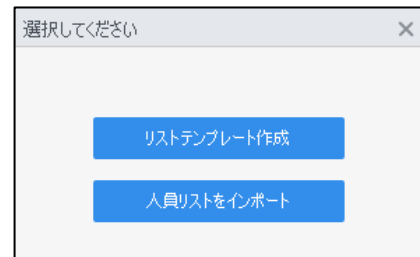 選択してください
リストテンプレート作成
人員リストをインポート